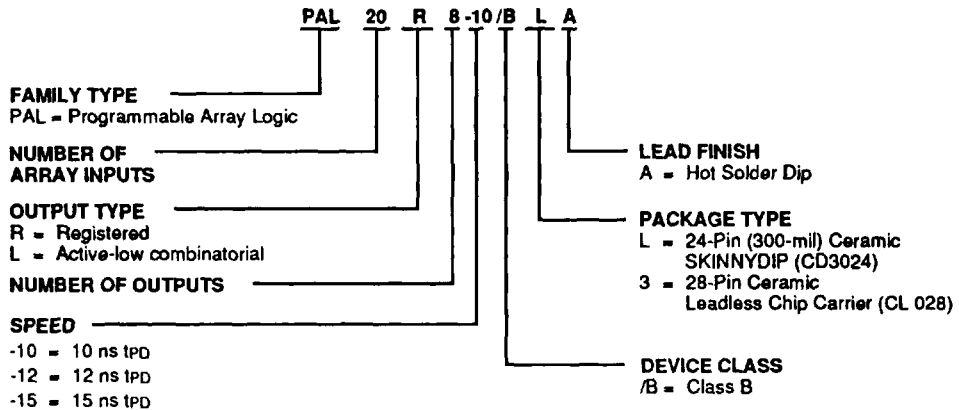 PAL 20 R 8 -10 /B L A
FAMILY TYPE
PAL = Programmable Array Logic
NUMBER OF
ARRAY INPUTS
OUTPUT TYPE
R = Registered
L = Active-low combinatorial
NUMBER OF OUTPUTS
SPEED
-10 = 10 ns tPD
-12 = 12 ns tPD
-15 = 15 ns tPD
LEAD FINISH
A = Hot Solder Dip
PACKAGE TYPE
L = 24-Pin (300-mil) Ceramic
SKINNYDIP (CD3024)
3 = 28-Pin Ceramic
Leadless Chip Carrier (CL 028)
DEVICE CLASS
/B = Class B